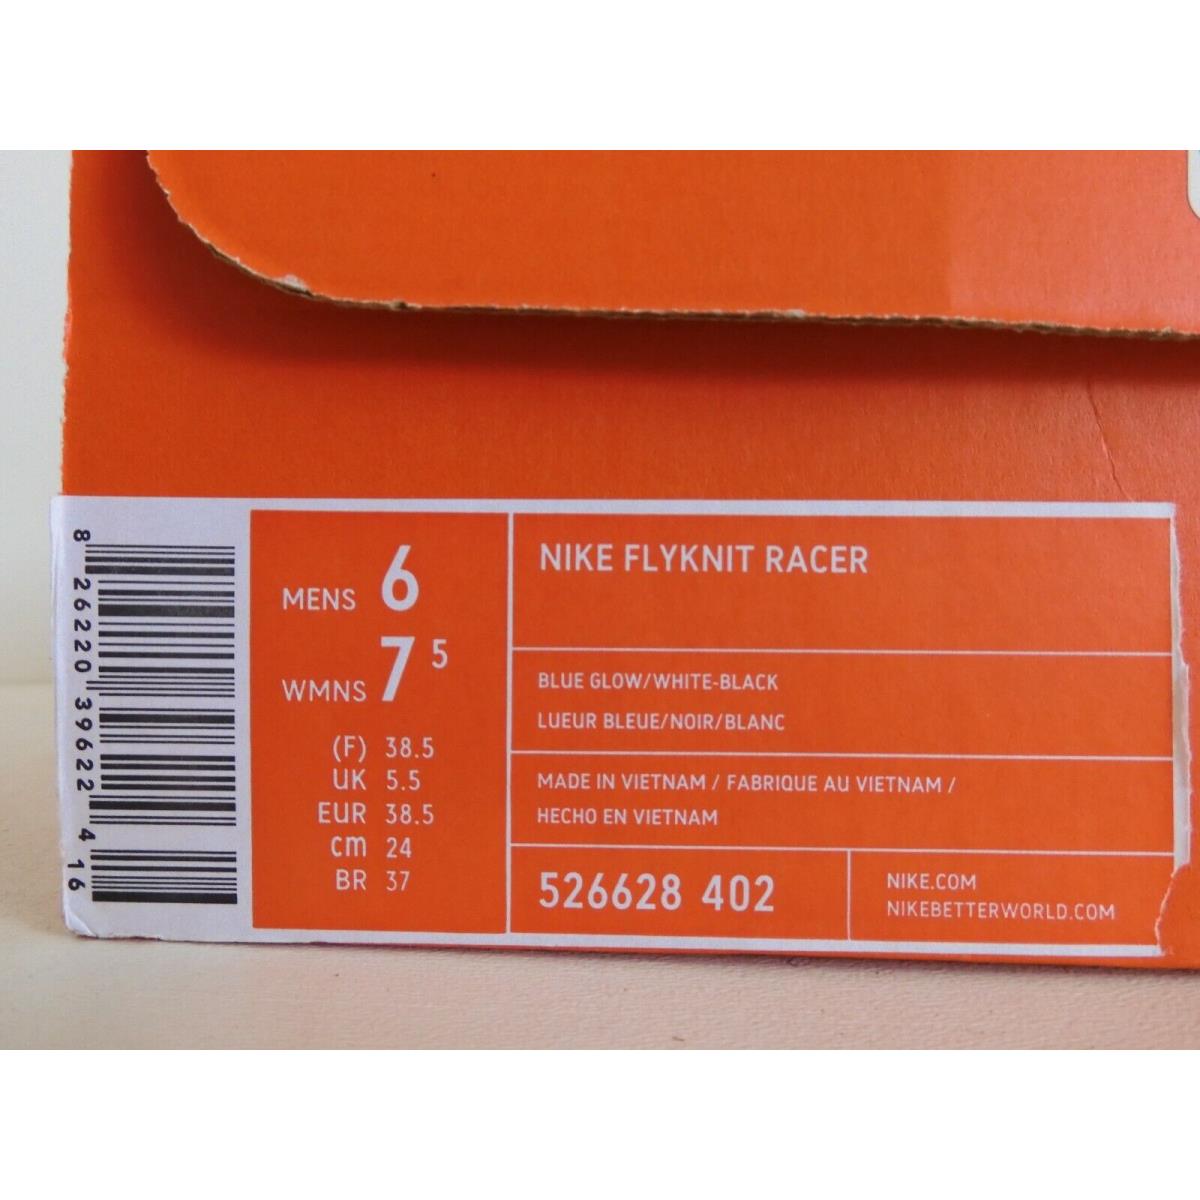 8 26220 39622 4 16
MENS 6
WMNS 7 5
(F) 38.5
UK 5.5
EUR 38.5
cm 24
BR 37
NIKE FLYKNIT RACER
BLUE GLOW/WHITE-BLACK
LUEUR BLEUE/NOIR/BLANC
MADE IN VIETNAM / FABRIQUE AU VIETNAM /
HECHO EN VIETNAM
526628 402
NIKE.COM
NIKEBETTERWORLD.COM